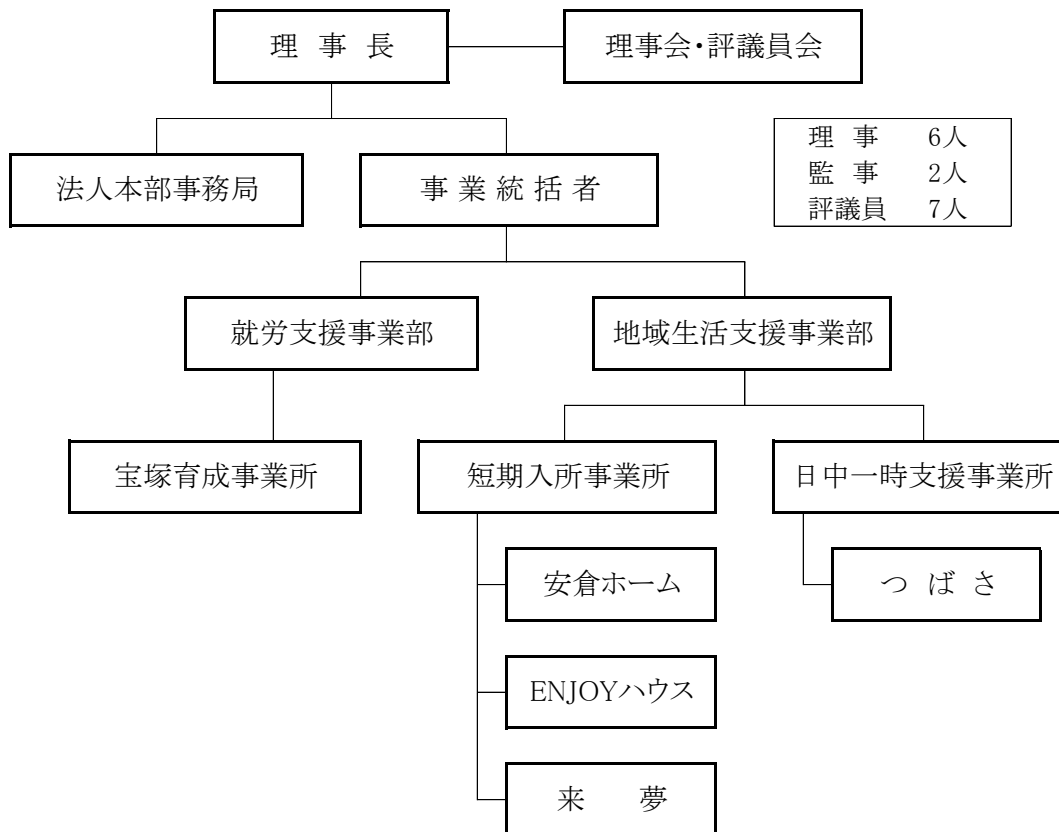 理 事 長
理事会・評議員会
理 事 6人
監 事 2人
評議員 7人
法人本部事務局
事 業 統 括 者
就労支援事業部
地域生活支援事業部
宝塚育成事業所
短期入所事業所
日中一時支援事業所
安倉ホーム
つ ば さ
ENJOYハウス
来 夢